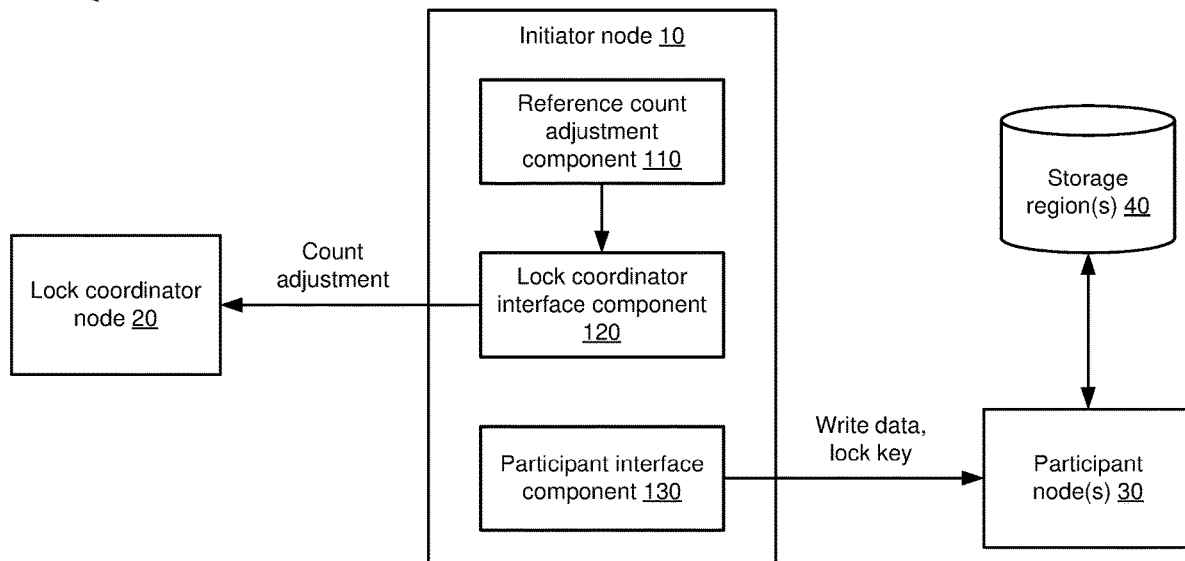 Initiator node 10
Reference count
adjustment
component 110
Storage
region(s) 40
Count
adjustment
Lock coordinator
node 20
Lock coordinator
interface component
120
Write data,
lock key
Participant interface
component 130
Participant
node(s) 30